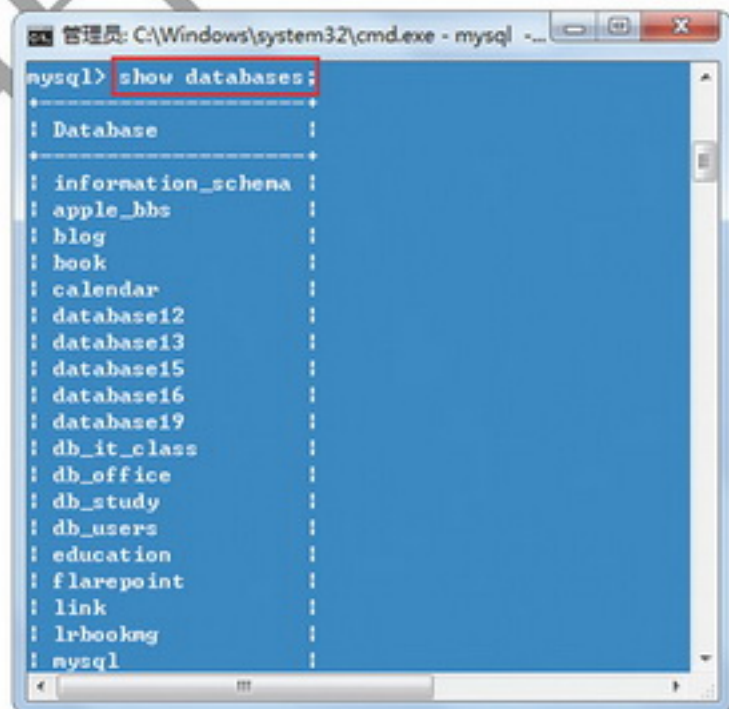 管理员: C:\Windows\system32\cmd.exe - mysql -...
mysql> show databases;
+--------------------+
| Database |
+--------------------+
| information_schema |
| apple_bbs |
| blog |
| book |
| calendar |
| database12 |
| database13 |
| database15 |
| database16 |
| database19 |
| db_it_class |
| db_office |
| db_study |
| db_users |
| education |
| flarepoint |
| link |
| lrbookmg |
| mysql |